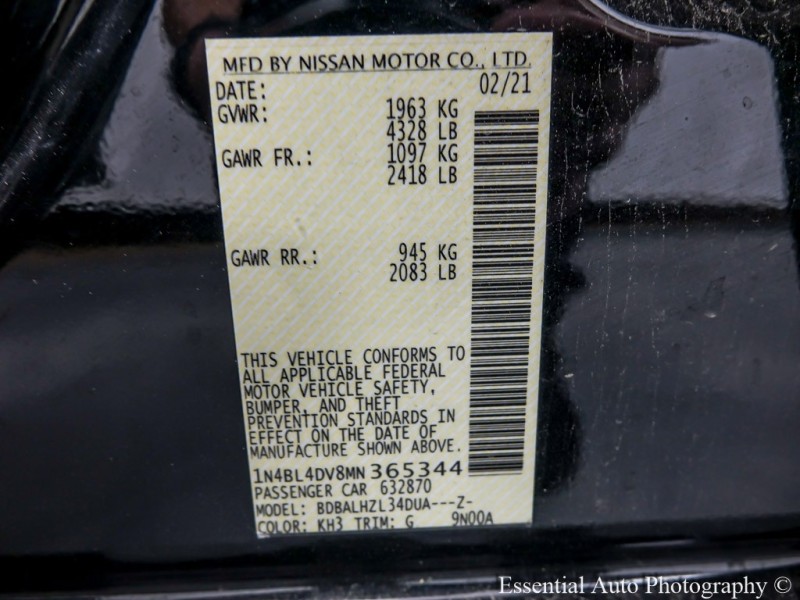 MFD BY NISSAN MOTOR CO., LTD.
DATE: 02/21
GVWR: 1963 KG
4328 LB
GAWR FR.: 1097 KG
2418 LB
GAWR RR.: 945 KG
2083 LB
THIS VEHICLE CONFORMS TO
ALL APPLICABLE FEDERAL
MOTOR VEHICLE SAFETY,
BUMPER, AND THEFT
PREVENTION STANDARDS IN
EFFECT ON THE DATE OF
MANUFACTURE SHOWN ABOVE.
1N4BL4DV8MN365344
PASSENGER CAR 632870
MODEL: BDBALHZL34DUA---Z-
COLOR: KH3 TRIM: G 9N00A
Essential Auto Photography ©